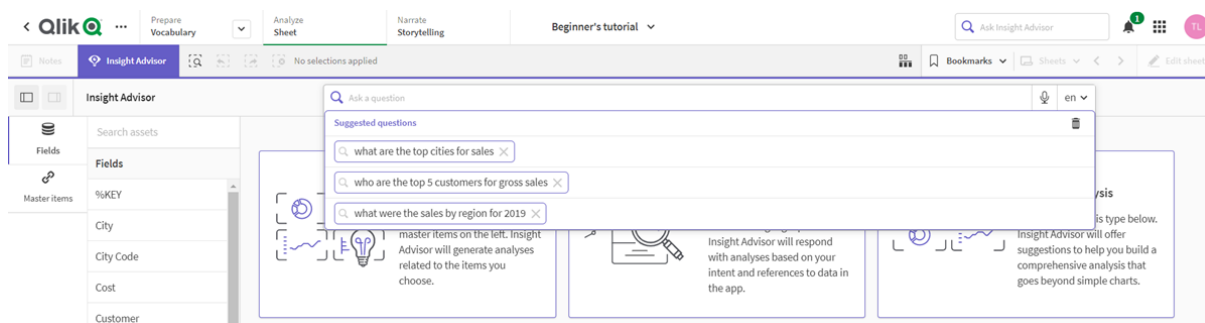 Qlik
Prepare
Vocabulary
Analyze
Sheet
Narrate
Storytelling
Beginner's tutorial
Ask Insight Advisor
1
TL
Notes
Insight Advisor
No selections applied
Bookmarks
Sheets
Edit sheet
Insight Advisor
Ask a question
en
Fields
Master items
Search assets
Fields
%KEY
City
City Code
Cost
Customer
Suggested questions
what are the top cities for sales
who are the top 5 customers for gross sales
what were the sales by region for 2019
master items on the left. Insight
Advisor will generate analyses
related to the items you
choose.
Insight Advisor will respond
with analyses based on your
intent and references to data in
the app.
ysis
is type below.
Insight Advisor will offer
suggestions to help you build a
comprehensive analysis that
goes beyond simple charts.